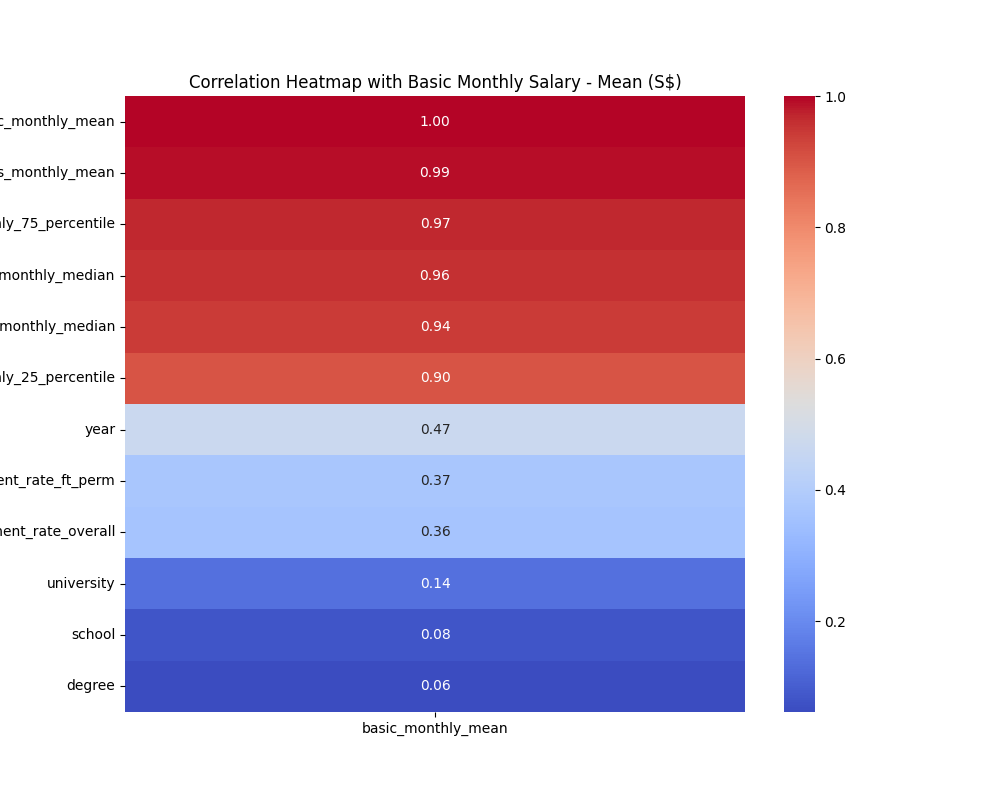 Correlation Heatmap with Basic Monthly Salary - Mean (S$)
c_monthly_mean 1.00
s_monthly_mean 0.99
ly_75_percentile 0.97
monthly_median 0.96
monthly_median 0.94
ly_25_percentile 0.90
year 0.47
ent_rate_ft_perm 0.37
ent_rate_overall 0.36
university 0.14
school 0.08
degree 0.06
basic_monthly_mean
1.0
0.8
0.6
0.4
0.2